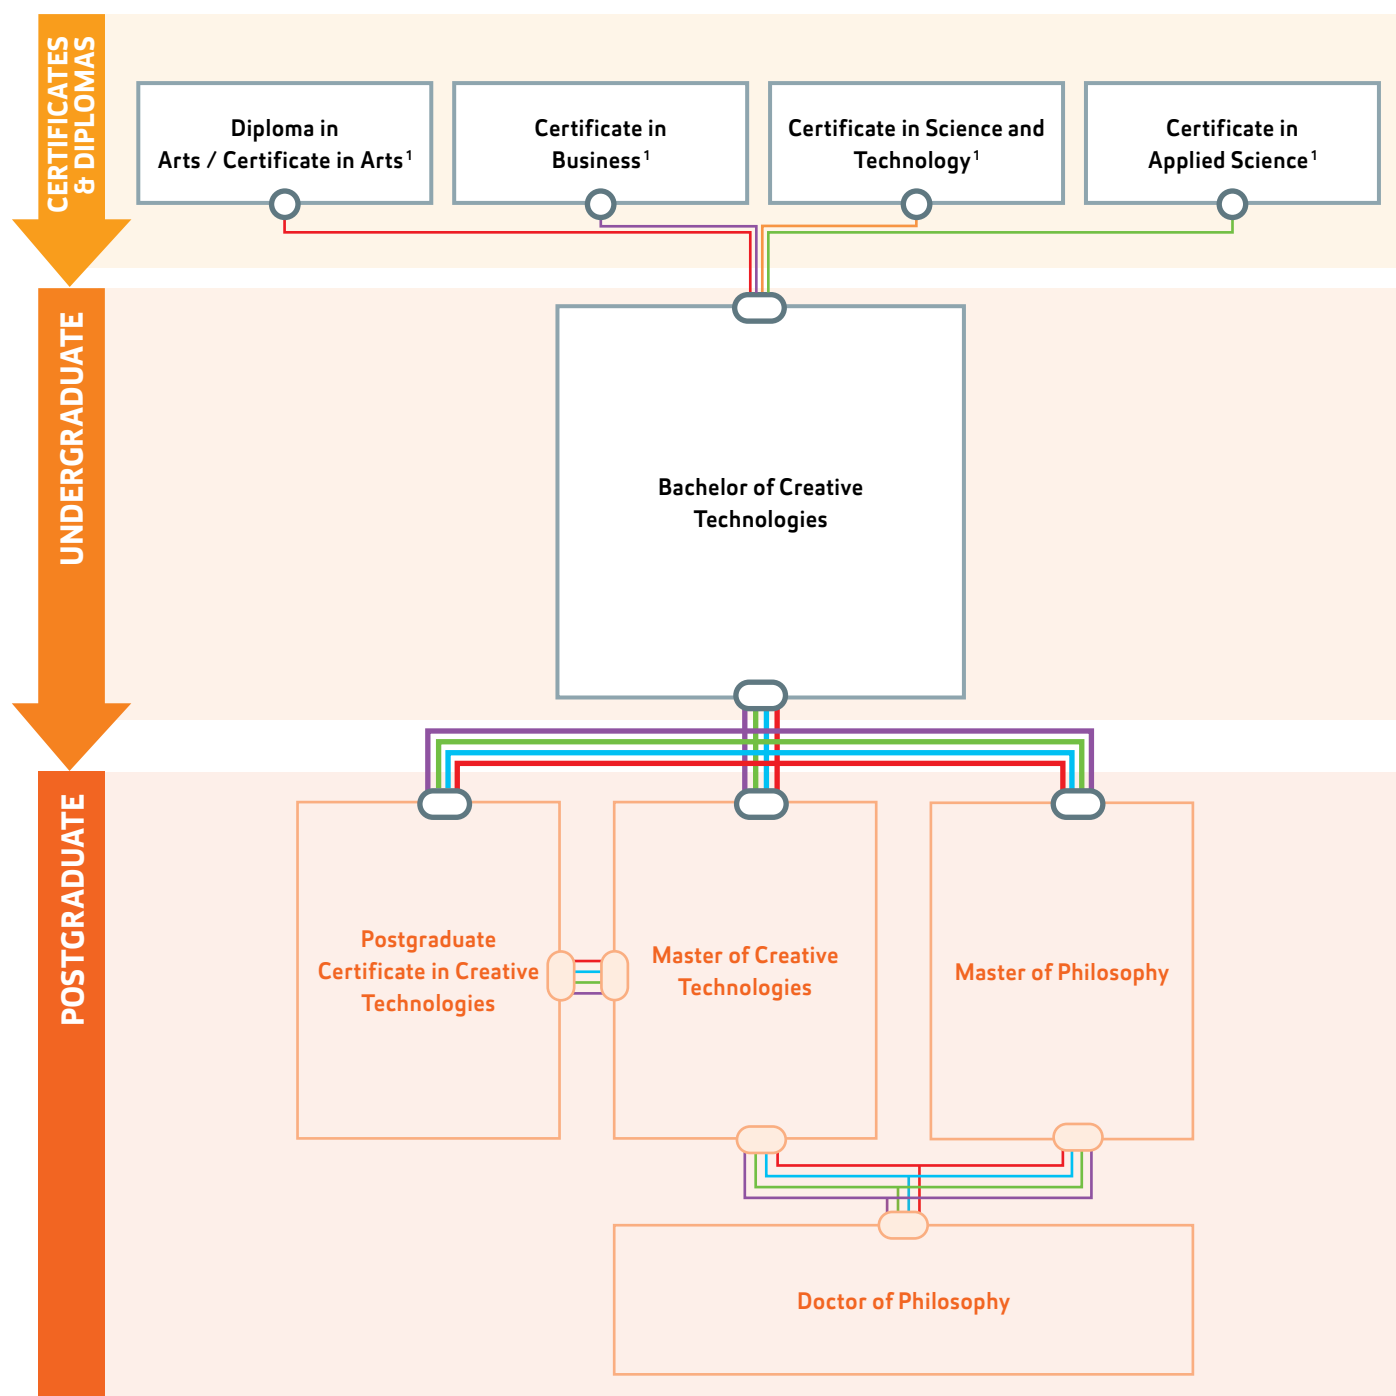 CERTIFICATES
& DIPLOMAS
Diploma in
Arts / Certificate in Arts¹
Certificate in
Business¹
Certificate in Science and
Technology¹
Certificate in
Applied Science¹
UNDERGRADUATE
Bachelor of Creative
Technologies
POSTGRADUATE
Postgraduate
Certificate in Creative
Technologies
Master of Creative
Technologies
Master of Philosophy
Doctor of Philosophy